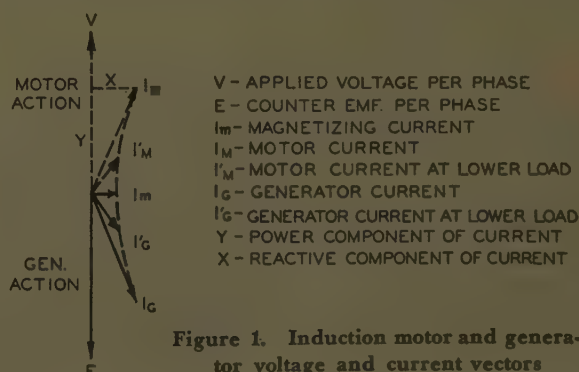 V
MOTOR
ACTION
X
Y
I'M
Im
I'G
GEN.
ACTION
IG
E
V - APPLIED VOLTAGE PER PHASE
E - COUNTER EMF. PER PHASE
Im - MAGNETIZING CURRENT
IM - MOTOR CURRENT
I'M - MOTOR CURRENT AT LOWER LOAD
IG - GENERATOR CURRENT
I'G - GENERATOR CURRENT AT LOWER LOAD
Y - POWER COMPONENT OF CURRENT
X - REACTIVE COMPONENT OF CURRENT
Figure 1. Induction motor and genera-
tor voltage and current vectors